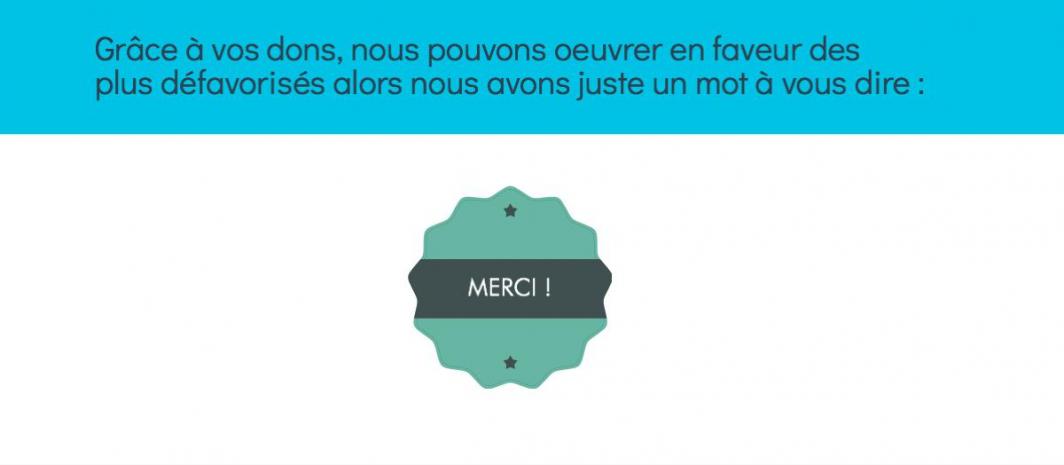 Grâce à vos dons, nous pouvons oeuvrer en faveur des
plus défavorisés alors nous avons juste un mot à vous dire :
MERCI !